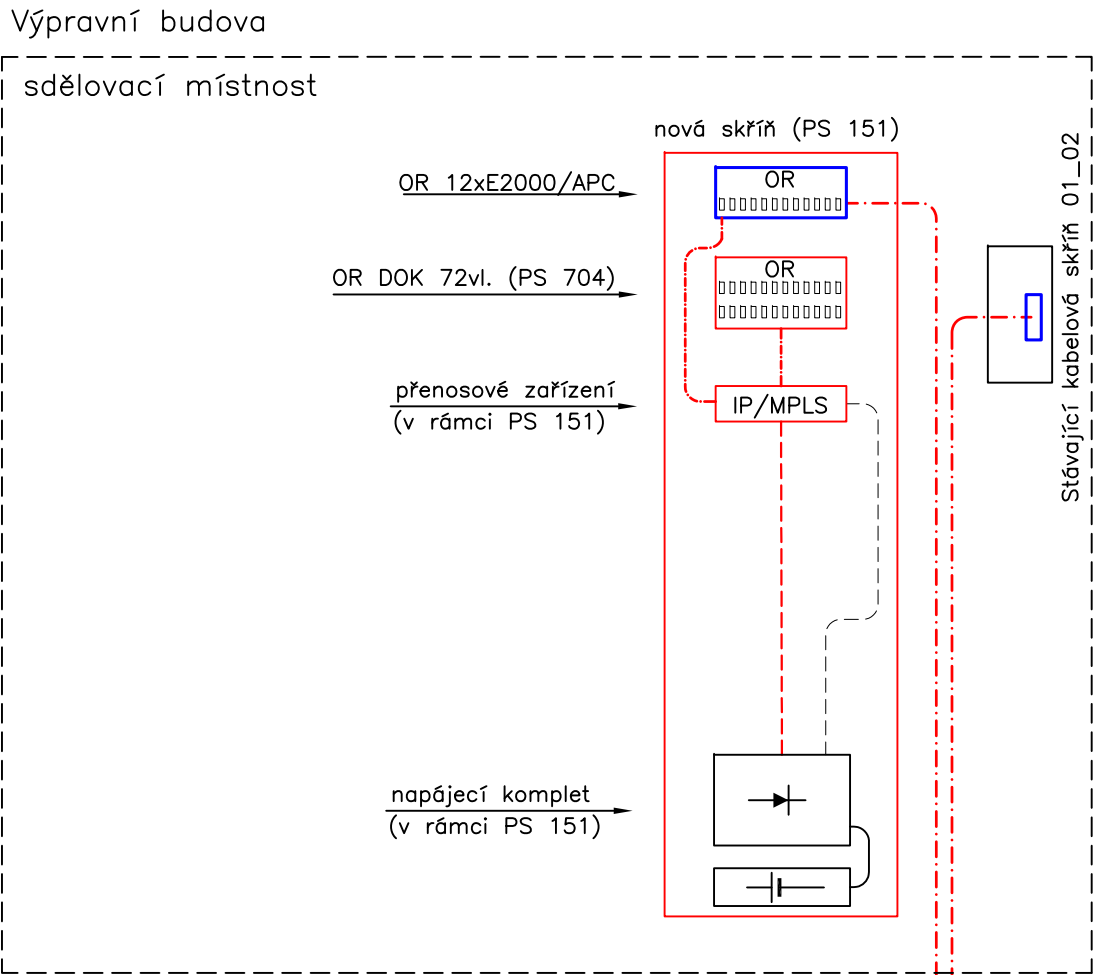 Výpravní budova
sdělovací místnost
nová skříň (PS 151)
OR 12xE2000/APC
OR
OR DOK 72vl. (PS 704)
OR
přenosové zařízení
(v rámci PS 151)
IP/MPLS
napájecí komplet
(v rámci PS 151)
Stávající kabelová skříň 01_02